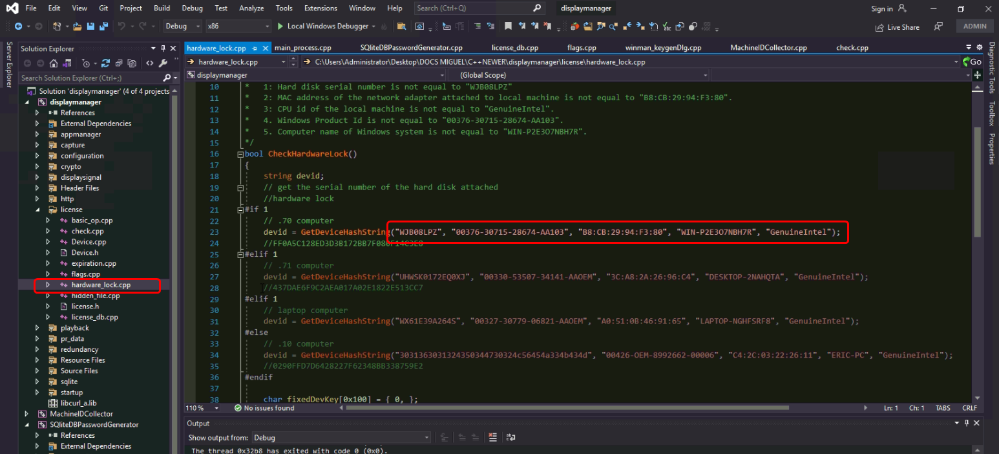 File Edit View Git Project Build Debug Test Analyze Tools Extensions Window Help Search (Ctrl+Q) displaymanager Sign in
Debug x86 Local Windows Debugger Live Share ADMIN
Server Explorer
Solution Explorer
Search Solution Explorer (Ctrl+;)
Solution 'displaymanager' (4 of 4 projects
displaymanager
References
External Dependencies
appmanager
capture
configuration
crypto
displaysignal
Header Files
http
license
basic_op.cpp
check.cpp
Device.cpp
Device.h
expiration.cpp
flags.cpp
hardware_lock.cpp
hidden_file.cpp
license.h
license_db.cpp
playback
pr_data
redundancy
Resource Files
Source Files
sqlite
startup
libcurl_a.lib
MachineIDCollector
SQliteDBPasswordGenerator
References
External Dependencies
hardware_lock.cpp main_process.cpp SQliteDBPasswordGenerator.cpp license_db.cpp flags.cpp winman_keygenDlg.cpp MachineIDCollector.cpp check.cpp
hardware_lock.cpp C:\Users\Administrator\Desktop\DOCS MIGUEL\C++NEWER\displaymanager\license\hardware_lock.cpp Go
displaymanager (Global Scope)
10 * 1: Hard disk serial number is not equal to "WJB08LPZ"
11 * 2: MAC address of the network adapter attached to local machine is not equal to "B8:CB:29:94:F3:80".
12 * 3: CPU id of the local machine is not equal to "GenuineIntel".
13 * 4. Windows Product Id is not equal to "00376-30715-28674-AA103".
14 * 5. Computer name of Windows system is not equal to "WIN-P2E3O7NBH7R".
15 */
16 bool CheckHardwareLock()
17 {
18 string devid;
19 // get the serial number of the hard disk attached
20 //hardware lock
21 #if 1
22 // .70 computer
23 devid = GetDeviceHashString("WJB08LPZ", "00376-30715-28674-AA103", "B8:CB:29:94:F3:80", "WIN-P2E3O7NBH7R", "GenuineIntel");
24 //FF0A5C128ED3D3B172BB7F080F14C3E8
25 #elif 1
26 // .71 computer
27 devid = GetDeviceHashString("UHWSK0172EQ0XJ", "00330-53507-34141-AAOEM", "3C:A8:2A:26:96:C4", "DESKTOP-2NAHQTA", "GenuineIntel");
28 //437DAE6F9C2AEA017A02E1822E513CC7
29 #elif 1
30 // laptop computer
31 devid = GetDeviceHashString("WX61E39A264S", "00327-30779-06821-AAOEM", "A0:51:0B:46:91:65", "LAPTOP-NGHFSRF8", "GenuineIntel");
32 #else
33 // .10 computer
34 devid = GetDeviceHashString("3031363031324350344730324c56454a334b434d", "00426-OEM-8992662-00006", "C4:2C:03:22:26:11", "ERIC-PC", "GenuineIntel");
35 //0290FFD7D6428227F62348BB338759E2
36 #endif
37
38 char fixedDevKey[0x100] = { 0, };
110 % No issues found Ln: 1 Ch: 1 TABS CRLF
Output
Show output from: Debug
The thread 0x32b8 has exited with code 0 (0x0).
Diagnostic Tools
Toolbox
Properties